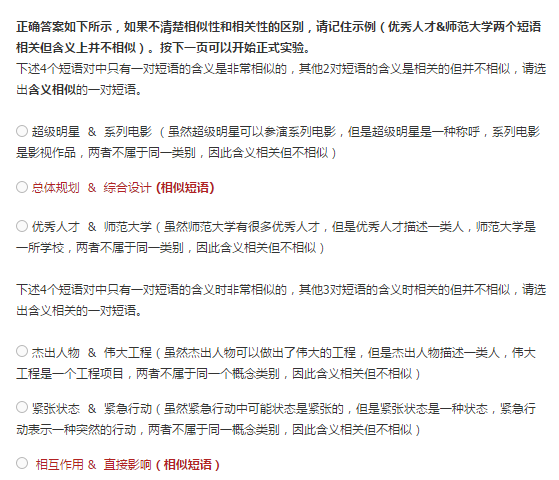 正确答案如下所示，如果不清楚相似性和相关性的区别，请记住示例（优秀人才&师范大学两个短语
相关但含义上并不相似）。按下一页可以开始正式实验。
下述4个短语对中只有一对短语的含义是非常相似的，其他2对短语的含义是相关的但并不相似，请选
出含义相似的一对短语。
超级明星 & 系列电影 （虽然超级明星可以参演系列电影，但是超级明星是一种称呼，系列电影
是影视作品，两者不属于同一类别，因此含义相关但不相似）
总体规划 & 综合设计 (相似短语)
优秀人才 & 师范大学（虽然师范大学有很多优秀人才，但是优秀人才描述一类人，师范大学是
一所学校，两者不属于同一类别，因此含义相关但不相似）
下述4个短语对中只有一对短语的含义时非常相似的，其他3对短语的含义时相关的但并不相似，请选
出含义相关的一对短语。
杰出人物 & 伟大工程（虽然杰出人物可以做出了伟大的工程，但是杰出人物描述一类人，伟大
工程是一个工程项目，两者不属于同一个概念类别，因此含义相关但不相似）
紧张状态 & 紧急行动（虽然紧急行动中可能状态是紧张的，但是紧张状态是一种状态，紧急行
动表示一种突然的行动，两者不属于同一概念类别，因此含义相关但不相似）
相互作用 & 直接影响（相似短语）